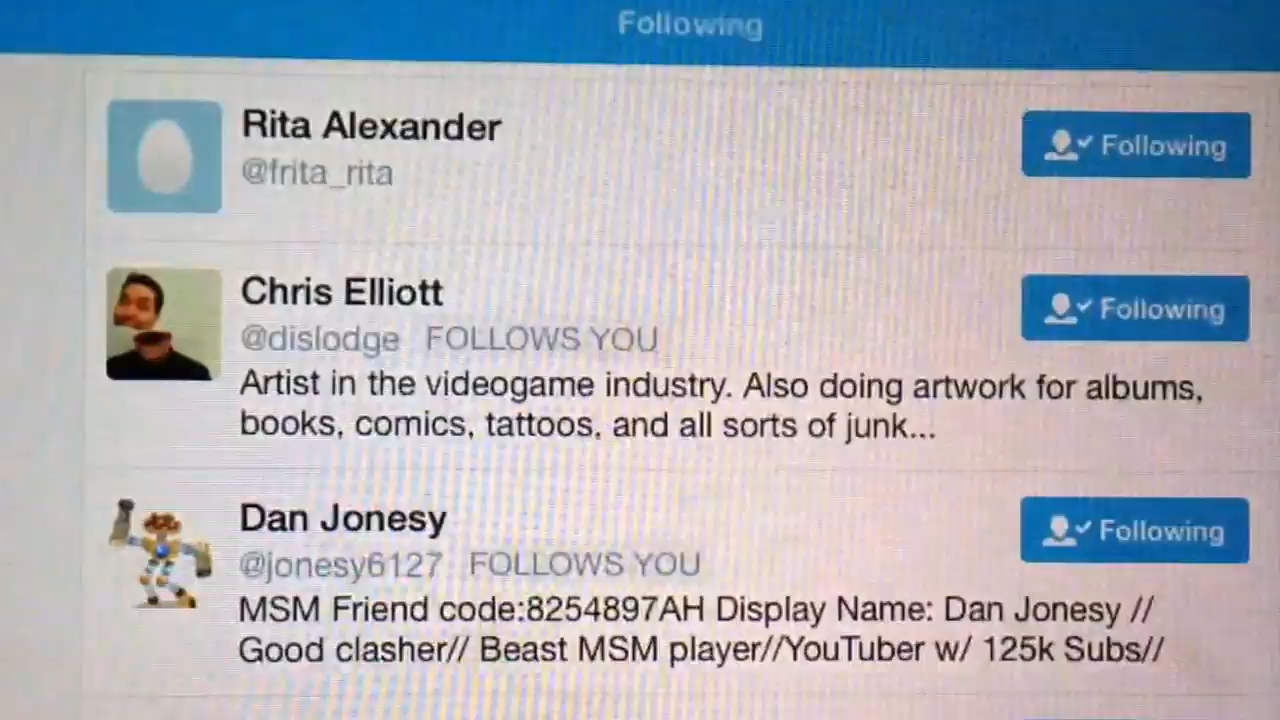 Following
Rita Alexander
@frita_rita
Following
Chris Elliott
@dislodge FOLLOWS YOU
Following
Artist in the videogame industry. Also doing artwork for albums,
books, comics, tattoos, and all sorts of junk...
Dan Jonesy
@jonesy6127 FOLLOWS YOU
Following
MSM Friend code:8254897AH Display Name: Dan Jonesy //
Good clasher// Beast MSM player//YouTuber w/ 125k Subs//